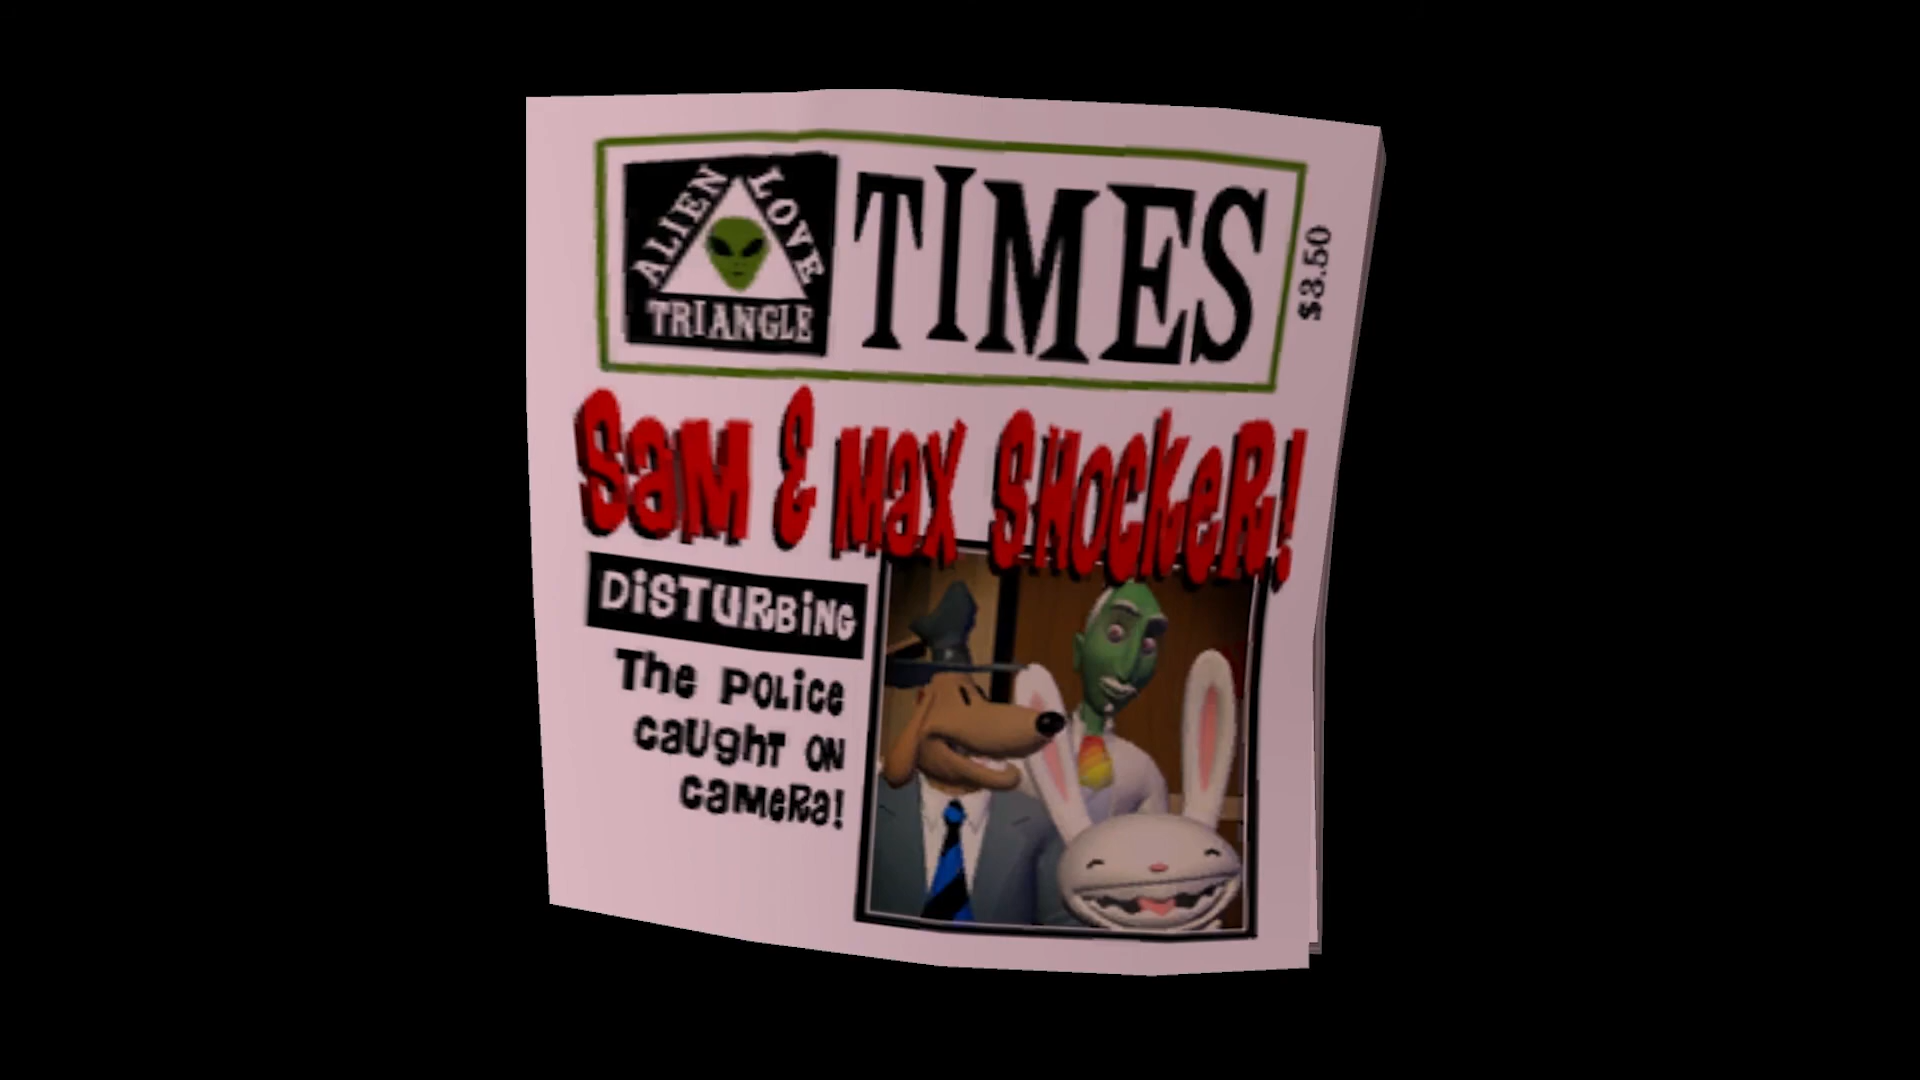 ALIEN LOVE
TRIANGLE
TIMES
$3.50
SaM & Max SHOCKeR!
DiSTURBiNG
The POLice
caught ON
caMeRa!